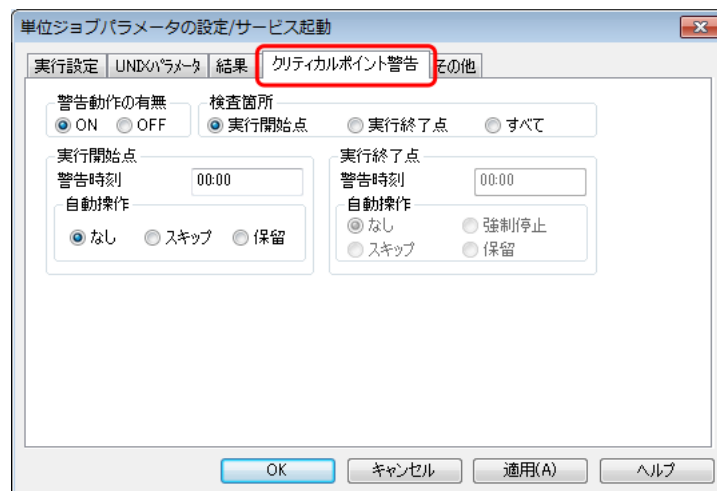 単位ジョブパラメータの設定/サービス起動
実行設定 UNIXパラメータ 結果 クリティカルポイント警告 その他
警告動作の有無 検査箇所
ON OFF 実行開始点 実行終了点 すべて
実行開始点 実行終了点
警告時刻 00:00 警告時刻 00:00
自動操作 自動操作
なし スキップ 保留 なし 強制停止
スキップ 保留
OK キャンセル 適用(A) ヘルプ